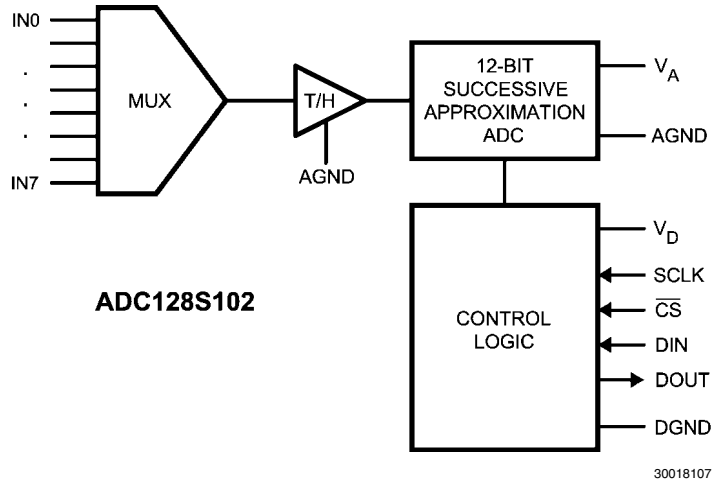 IN0
.
.
.
IN7
MUX
T/H
AGND
12-BIT
SUCCESSIVE
APPROXIMATION
ADC
VA
AGND
ADC128S102
CONTROL
LOGIC
VD
SCLK
C̅S̅
DIN
DOUT
DGND
30018107